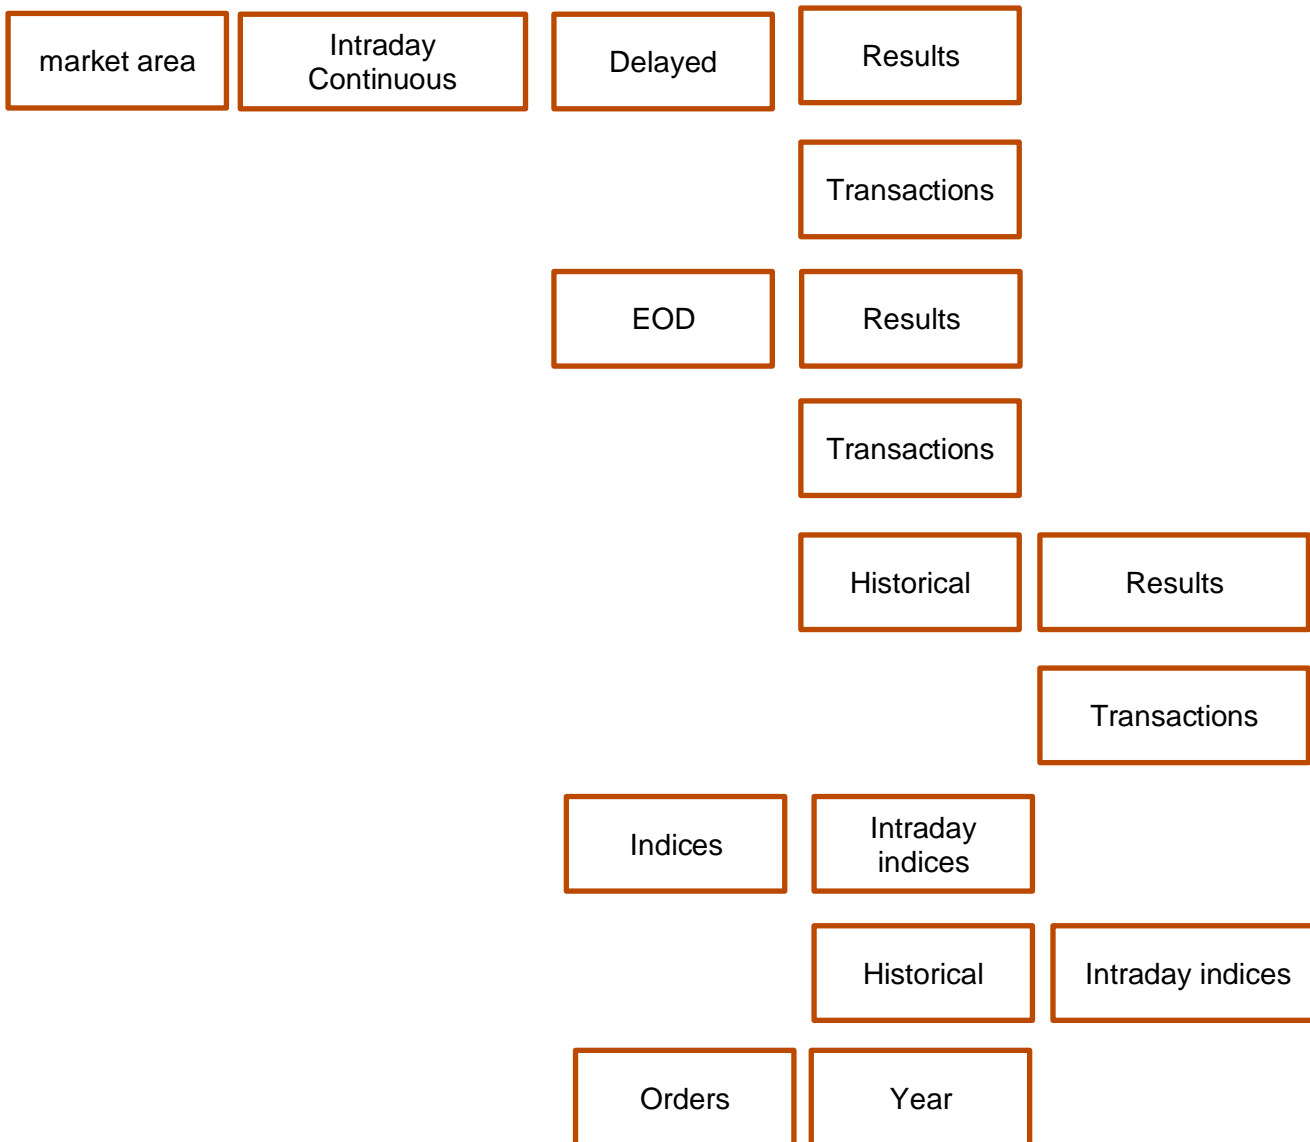 market area
Intraday
Continuous
Delayed
Results
Transactions
EOD
Results
Transactions
Historical
Results
Transactions
Indices
Intraday
indices
Historical
Intraday indices
Orders
Year